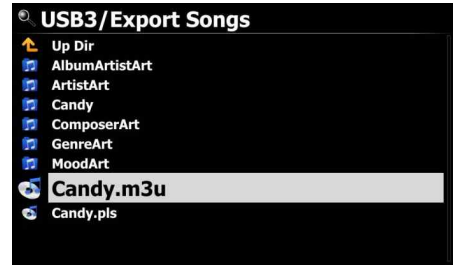 USB3/Export Songs
Up Dir
AlbumArtistArt
ArtistArt
Candy
ComposerArt
GenreArt
MoodArt
Candy.m3u
Candy.pls